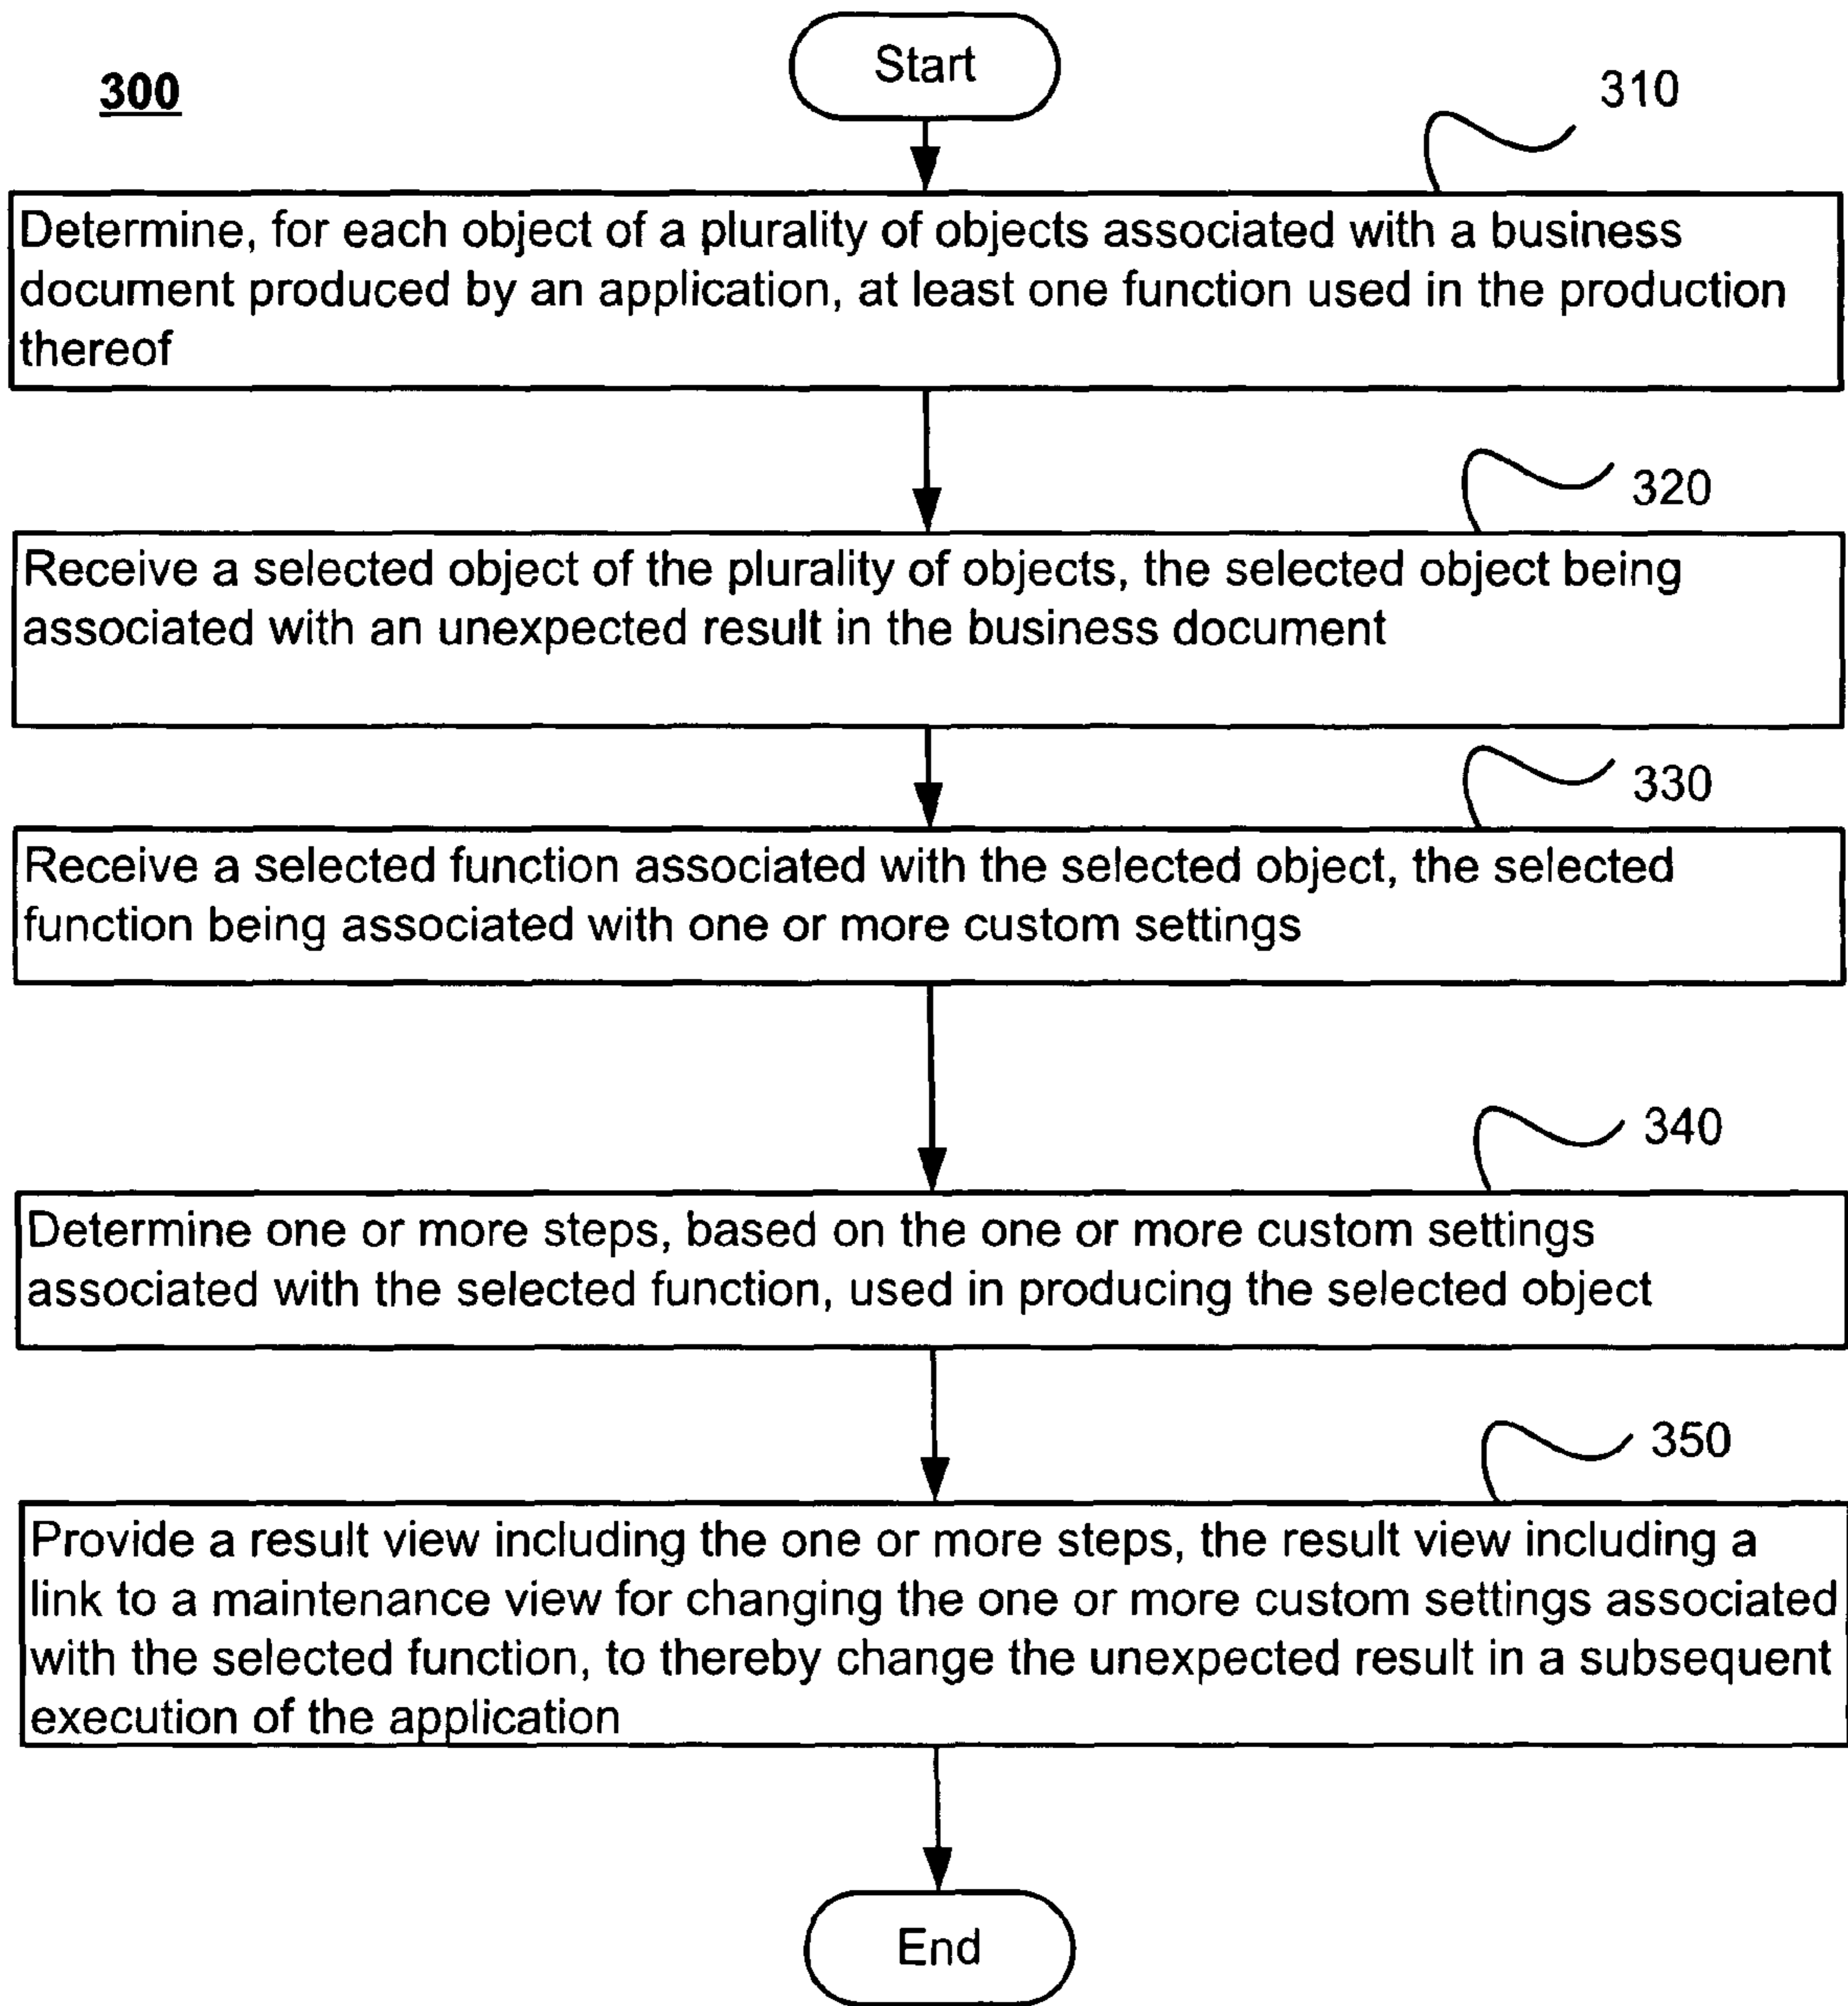 Start
300
310
Determine, for each object of a plurality of objects associated with a business
document produced by an application, at least one function used in the production
thereof
320
Receive a selected object of the plurality of objects, the selected object being
associated with an unexpected result in the business document
330
Receive a selected function associated with the selected object, the selected
function being associated with one or more custom settings
340
Determine one or more steps, based on the one or more custom settings
associated with the selected function, used in producing the selected object
350
Provide a result view including the one or more steps, the result view including a
link to a maintenance view for changing the one or more custom settings associated
with the selected function, to thereby change the unexpected result in a subsequent
execution of the application
End